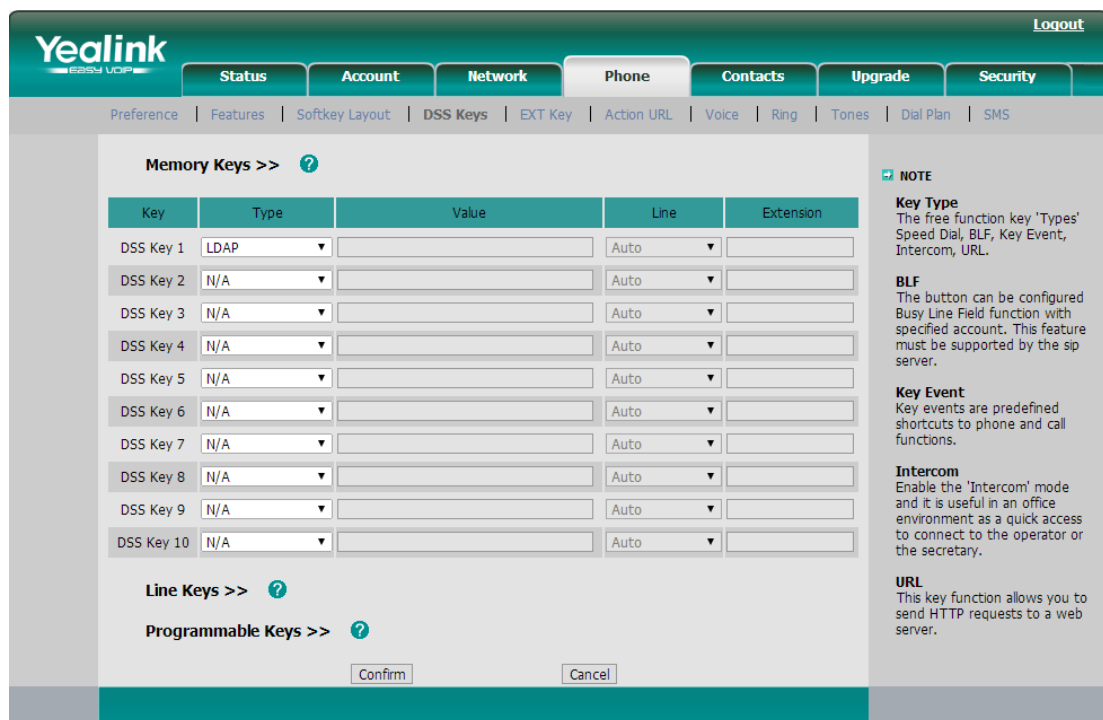 Logout
Yealink
EASY VOIP
Status Account Network Phone Contacts Upgrade Security
Preference | Features | Softkey Layout | DSS Keys | EXT Key | Action URL | Voice | Ring | Tones | Dial Plan | SMS
Memory Keys >> ?
Key Type Value Line Extension
DSS Key 1 LDAP Auto
DSS Key 2 N/A Auto
DSS Key 3 N/A Auto
DSS Key 4 N/A Auto
DSS Key 5 N/A Auto
DSS Key 6 N/A Auto
DSS Key 7 N/A Auto
DSS Key 8 N/A Auto
DSS Key 9 N/A Auto
DSS Key 10 N/A Auto
Line Keys >> ?
Programmable Keys >> ?
Confirm Cancel
NOTE
Key Type
The free function key 'Types'
Speed Dial, BLF, Key Event,
Intercom, URL.
BLF
The button can be configured
Busy Line Field function with
specified account. This feature
must be supported by the sip
server.
Key Event
Key events are predefined
shortcuts to phone and call
functions.
Intercom
Enable the 'Intercom' mode
and it is useful in an office
environment as a quick access
to connect to the operator or
the secretary.
URL
This key function allows you to
send HTTP requests to a web
server.